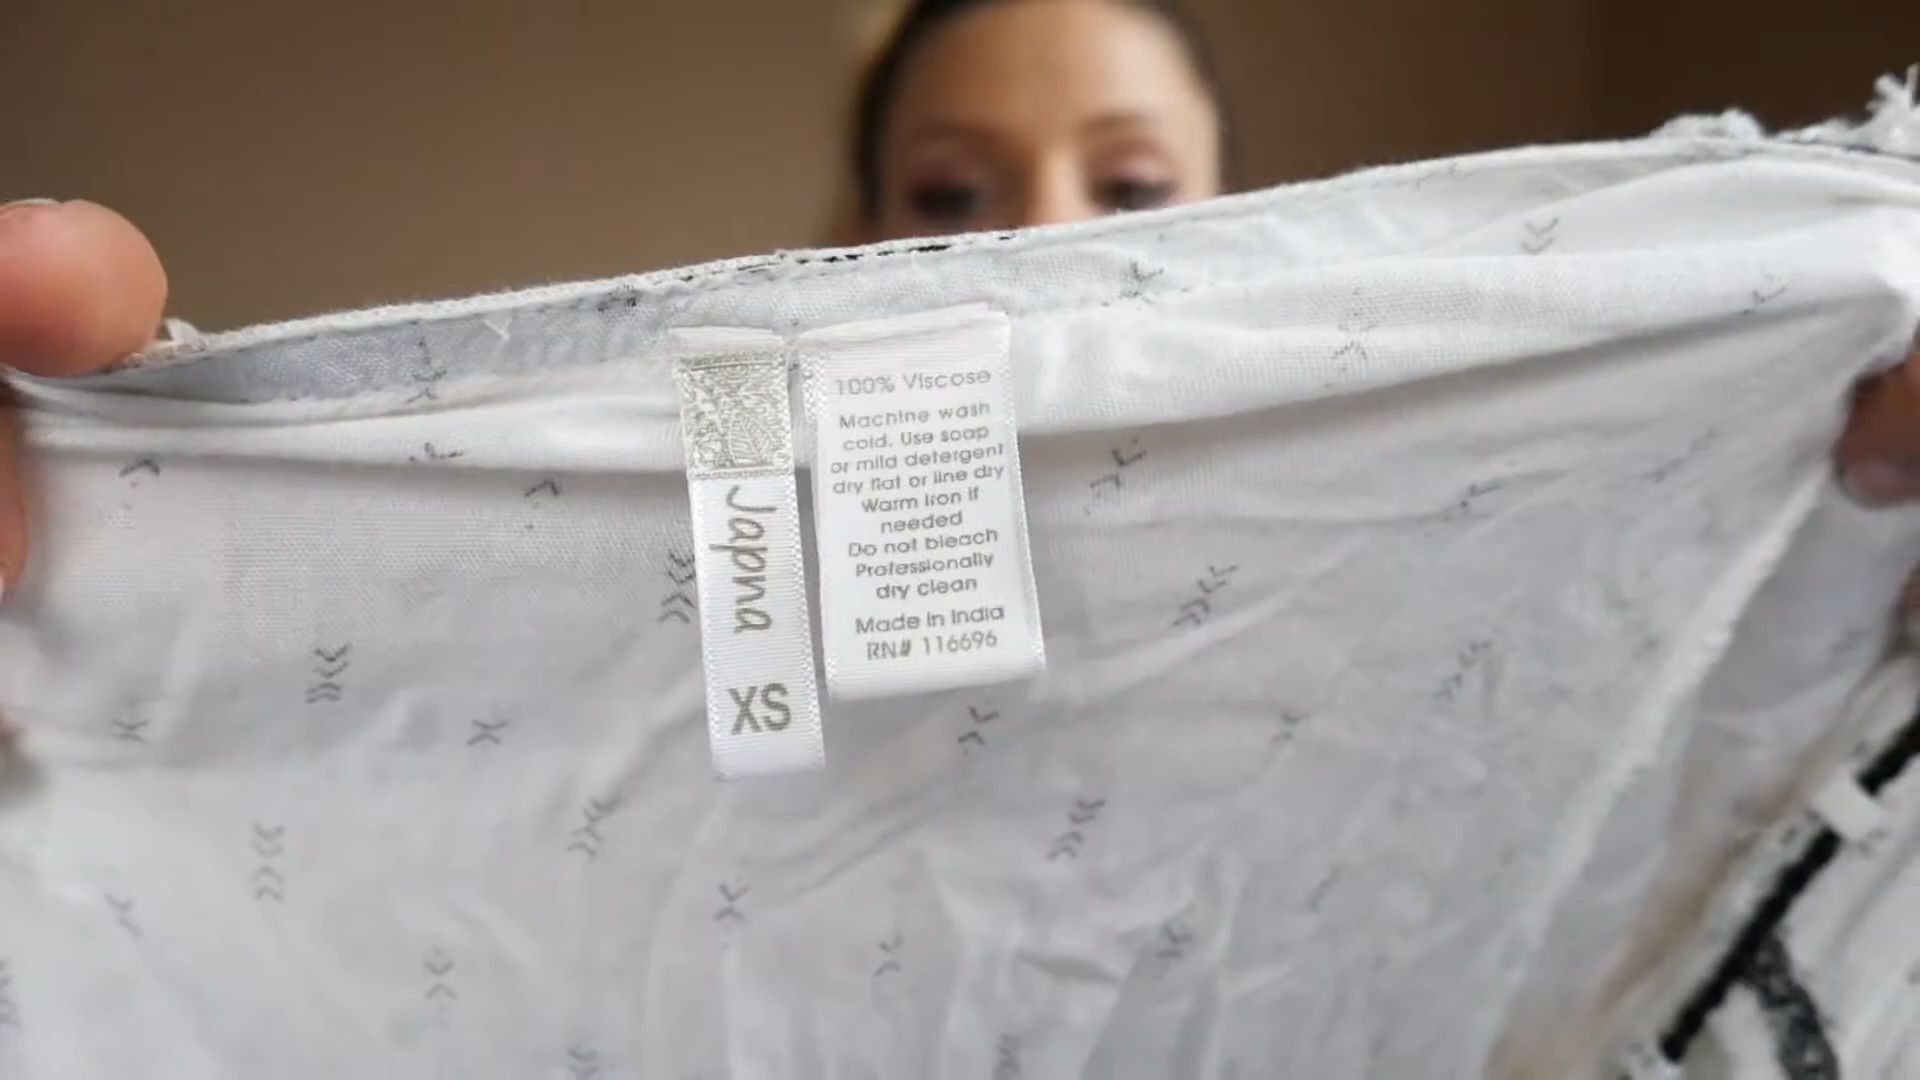 Japna
XS
100% Viscose
Machine wash
cold. Use soap
or mild detergent
dry flat or line dry
Warm iron if
needed
Do not bleach
Professionally
dry clean
Made in India
RN# 116696